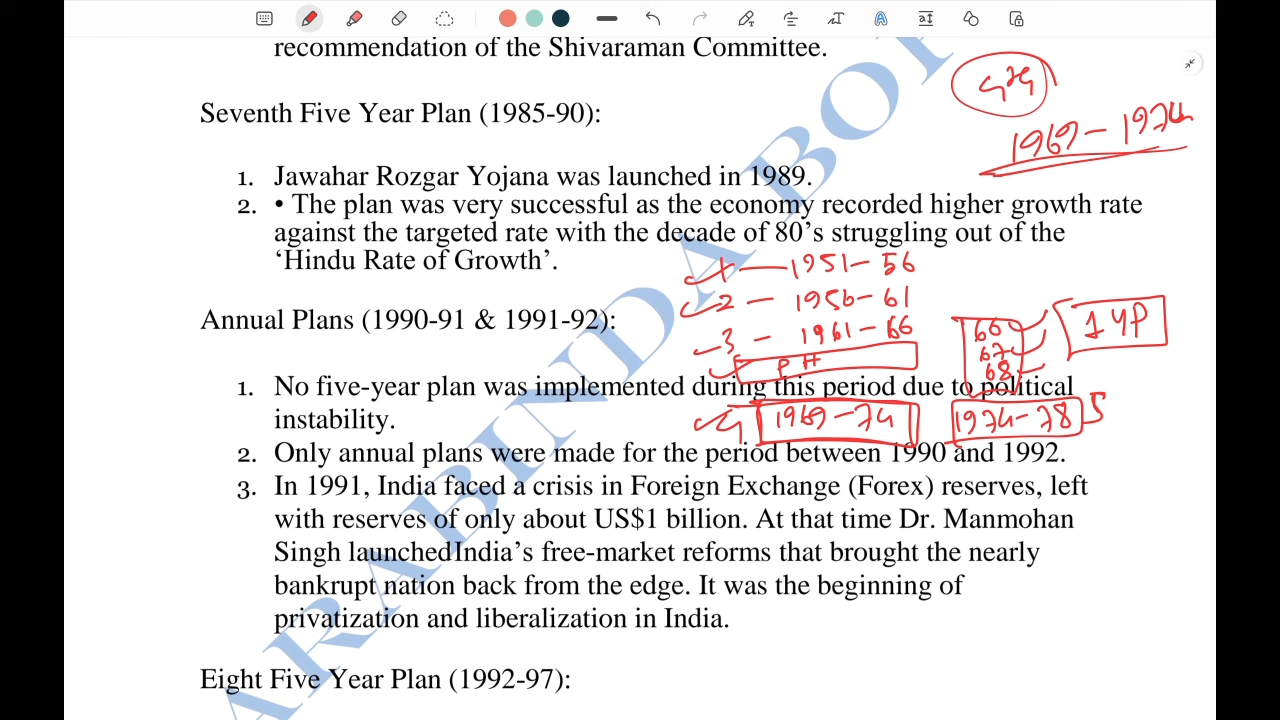 recommendation of the Shivaraman Committee.
Seventh Five Year Plan (1985-90):
1969 – 1974
1. Jawahar Rozgar Yojana was launched in 1989.
2. • The plan was very successful as the economy recorded higher growth rate
against the targeted rate with the decade of 80’s struggling out of the
‘Hindu Rate of Growth’.
1 — 1951 – 56
2 – 1956 – 61
Annual Plans (1990-91 & 1991-92):
3 – 1961 – 66
66
67
68
1 YP
PH
1. No five-year plan was implemented during this period due to political
instability.
4 1969 – 74
1974 – 78 5
2. Only annual plans were made for the period between 1990 and 1992.
3. In 1991, India faced a crisis in Foreign Exchange (Forex) reserves, left
with reserves of only about US$1 billion. At that time Dr. Manmohan
Singh launchedIndia’s free-market reforms that brought the nearly
bankrupt nation back from the edge. It was the beginning of
privatization and liberalization in India.
Eight Five Year Plan (1992-97):
ARABINDA BO